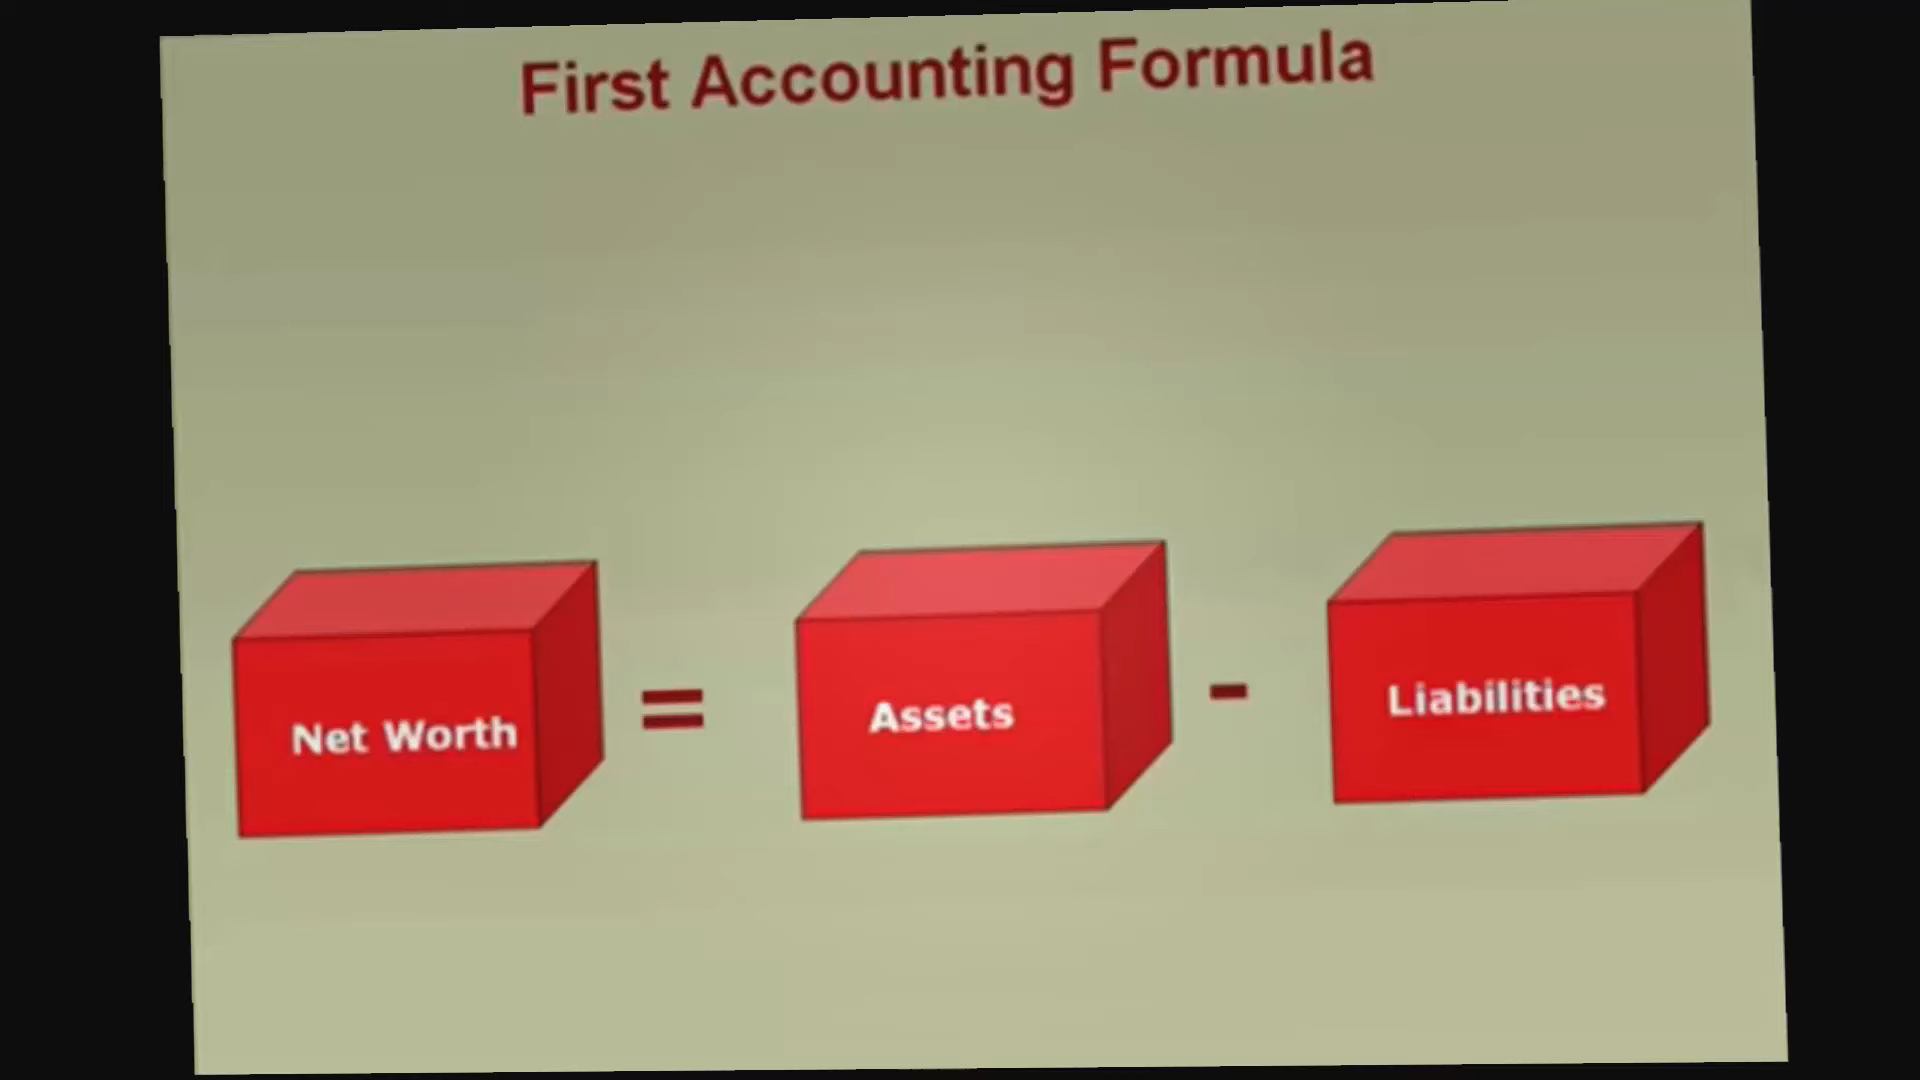 First Accounting Formula
Net Worth = Assets - Liabilities